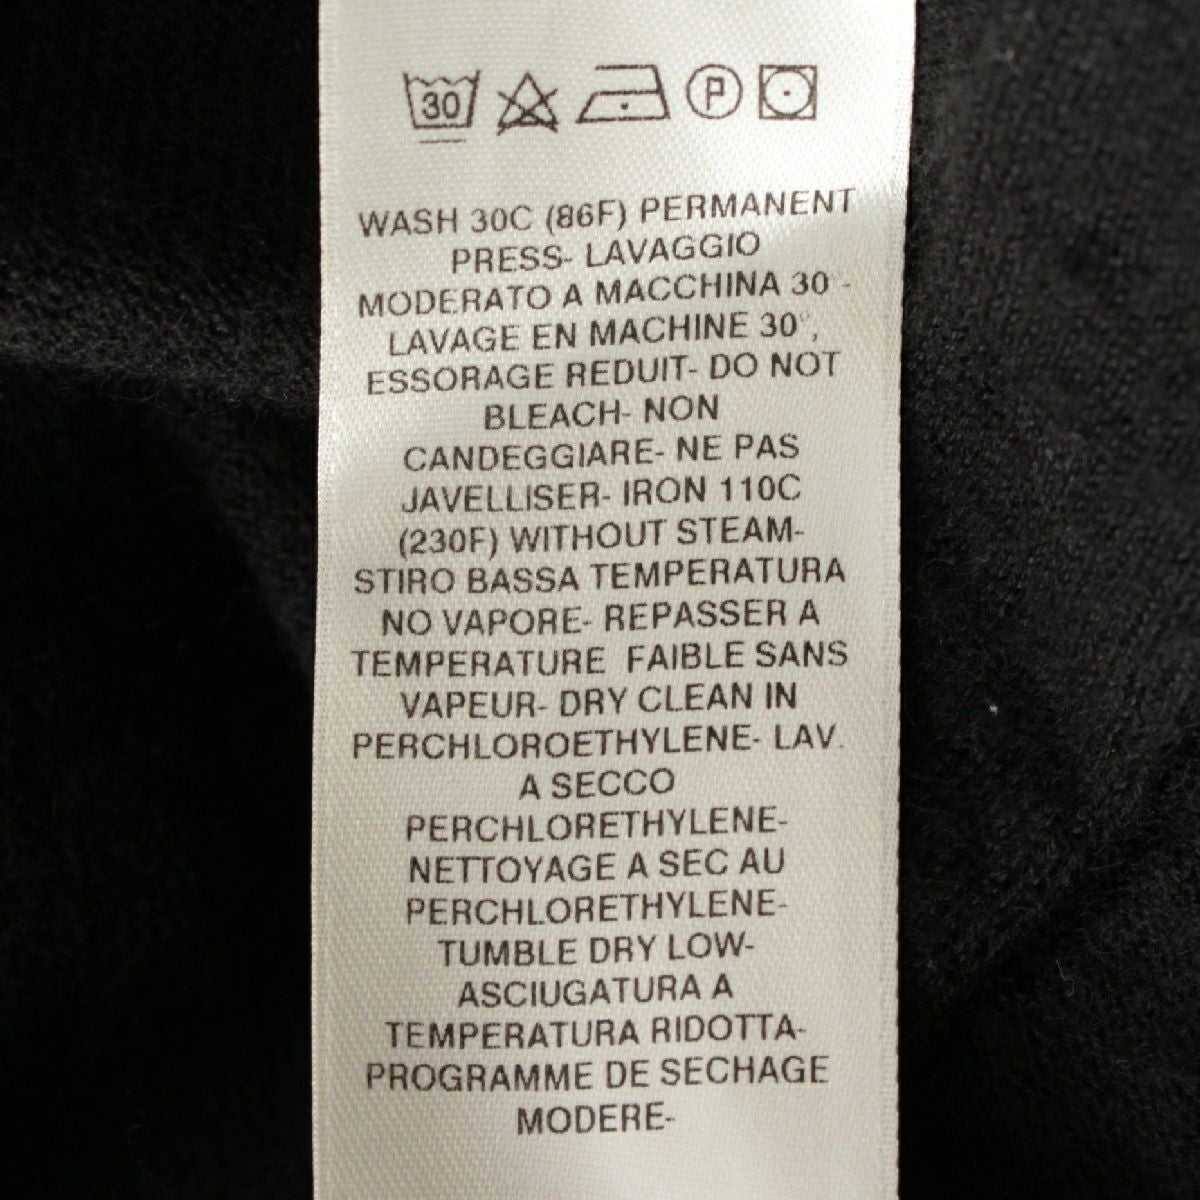 30 P
WASH 30C (86F) PERMANENT
PRESS- LAVAGGIO
MODERATO A MACCHINA 30°-
LAVAGE EN MACHINE 30°,
ESSORAGE REDUIT- DO NOT
BLEACH- NON
CANDEGGIARE- NE PAS
JAVELLISER- IRON 110C
(230F) WITHOUT STEAM-
STIRO BASSA TEMPERATURA
NO VAPORE- REPASSER A
TEMPERATURE FAIBLE SANS
VAPEUR- DRY CLEAN IN
PERCHLOROETHYLENE- LAV.
A SECCO
PERCHLORETHYLENE-
NETTOYAGE A SEC AU
PERCHLORETHYLENE-
TUMBLE DRY LOW-
ASCIUGATURA A
TEMPERATURA RIDOTTA-
PROGRAMME DE SECHAGE
MODERE-